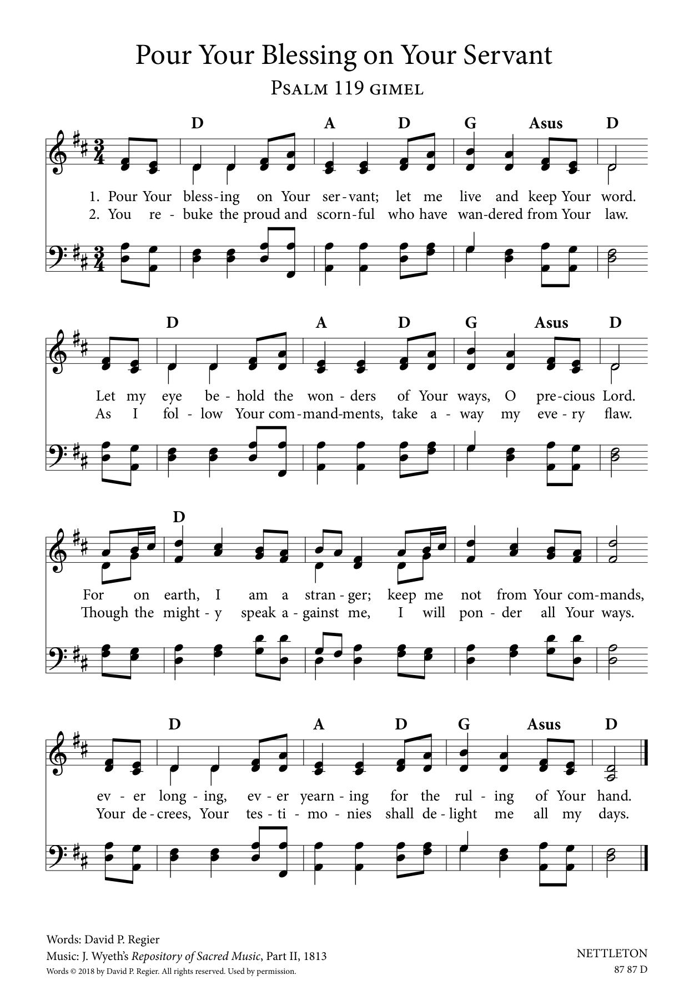 Pour Your Blessing on Your Servant
Psalm 119 gimel
D A D G Asus D
3 4
1. Pour Your bless-ing on Your ser-vant; let me live and keep Your word.
2. You re - buke the proud and scorn-ful who have wan-dered from Your law.
3 4
D A D G Asus D
Let my eye be - hold the won - ders of Your ways, O pre-cious Lord.
As I fol - low Your com-mand-ments, take a - way my eve - ry flaw.
D
For on earth, I am a stran - ger; keep me not from Your com-mands,
Though the might - y speak a - gainst me, I will pon - der all Your ways.
D A D G Asus D
ev - er long - ing, ev - er yearn - ing for the rul - ing of Your hand.
Your de - crees, Your tes - ti - mo - nies shall de - light me all my days.
Words: David P. Regier
Music: J. Wyeth’s Repository of Sacred Music, Part II, 1813
Words © 2018 by David P. Regier. All rights reserved. Used by permission.
NETTLETON
87 87 D